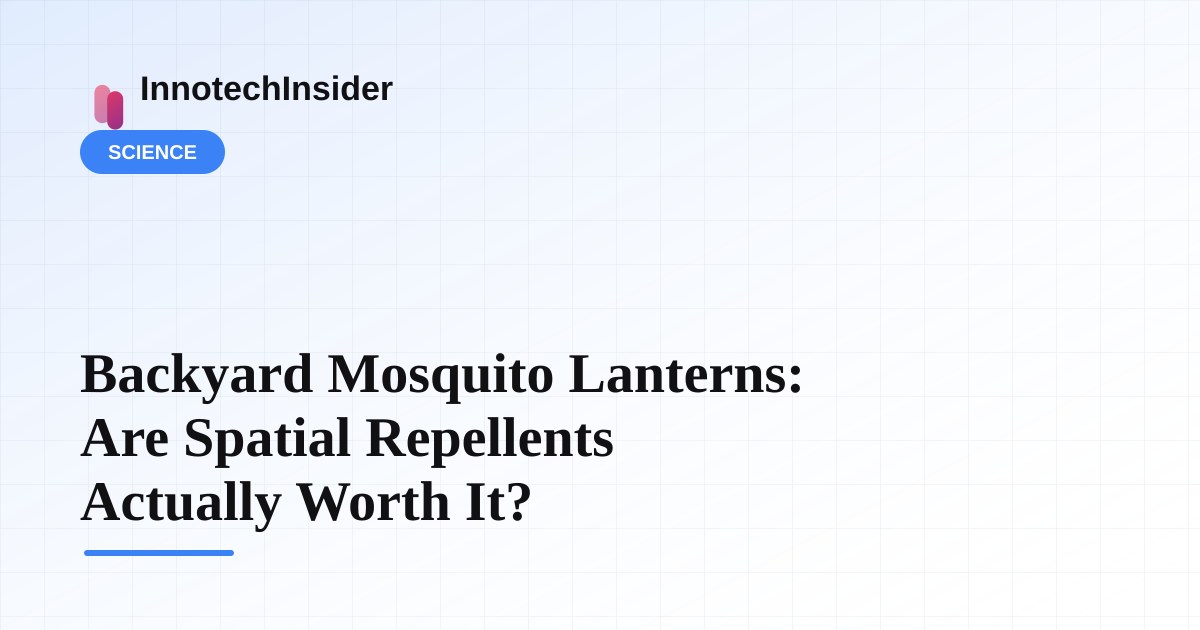 InnotechInsider
SCIENCE
Backyard Mosquito Lanterns:
Are Spatial Repellents
Actually Worth It?